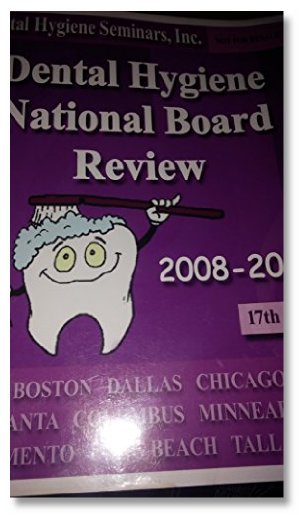 tal Hygiene Seminars, Inc.
Dental Hygiene
National Board
Review
2008-20
17th
BOSTON DALLAS CHICAGO
ANTA COLUMBUS MINNEAP
MENTO BEACH TALL